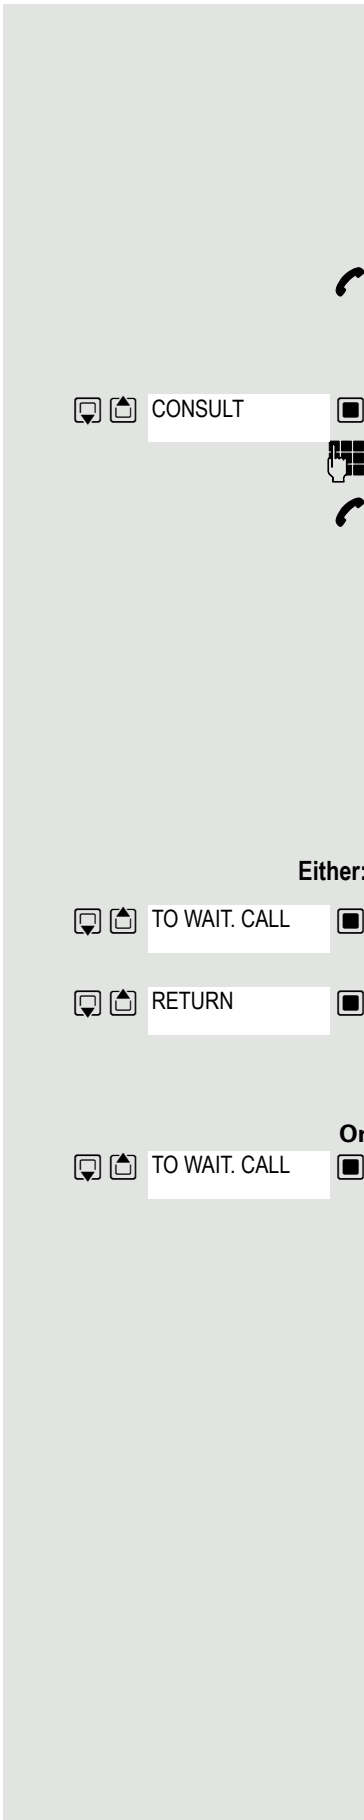 CONSULT
Either:
TO WAIT. CALL
RETURN
Or
TO WAIT. CALL